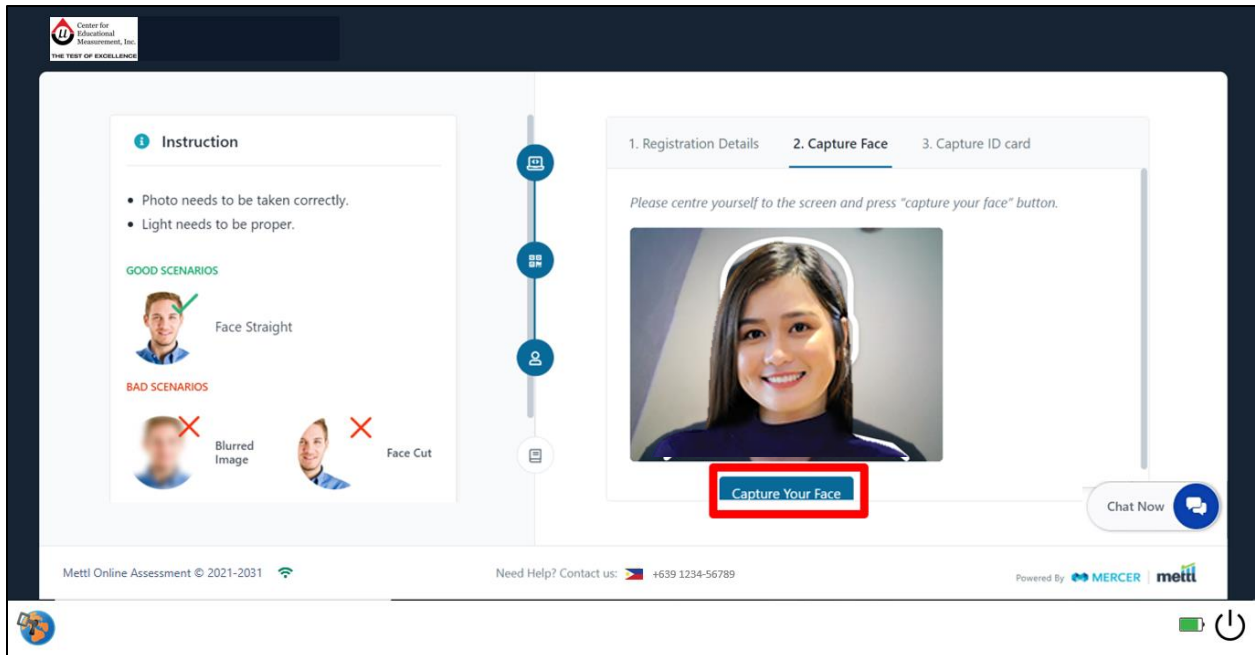 Center for
Educational
Measurement, Inc.
THE TEST OF EXCELLENCE
Instruction
Photo needs to be taken correctly.
Light needs to be proper.
GOOD SCENARIOS
Face Straight
BAD SCENARIOS
Blurred
Image
Face Cut
1. Registration Details 2. Capture Face 3. Capture ID card
Please centre yourself to the screen and press "capture your face" button.
Capture Your Face
Chat Now
Mettl Online Assessment © 2021-2031
Need Help? Contact us: +639 1234-56789
Powered By MERCER | mettl